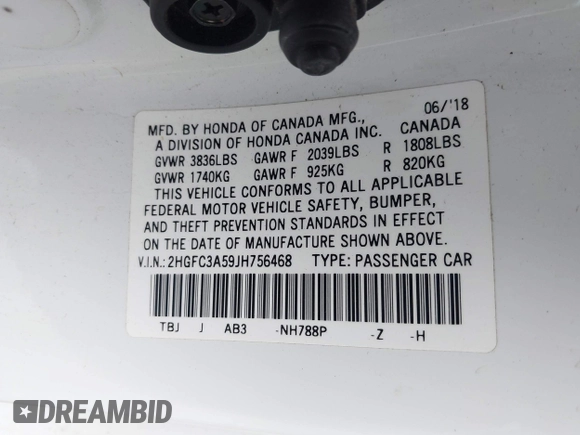 06/'18
MFD. BY HONDA OF CANADA MFG., CANADA
A DIVISION OF HONDA CANADA INC.
GVWR 3836LBS GAWR F 2039LBS R 1808LBS
GVWR 1740KG GAWR F 925KG R 820KG
THIS VEHICLE CONFORMS TO ALL APPLICABLE
FEDERAL MOTOR VEHICLE SAFETY, BUMPER,
AND THEFT PREVENTION STANDARDS IN EFFECT
ON THE DATE OF MANUFACTURE SHOWN ABOVE.
V.I.N.: 2HGFC3A59JH756468 TYPE: PASSENGER CAR
TBJ J AB3 -NH788P -Z -H
DREAMBID